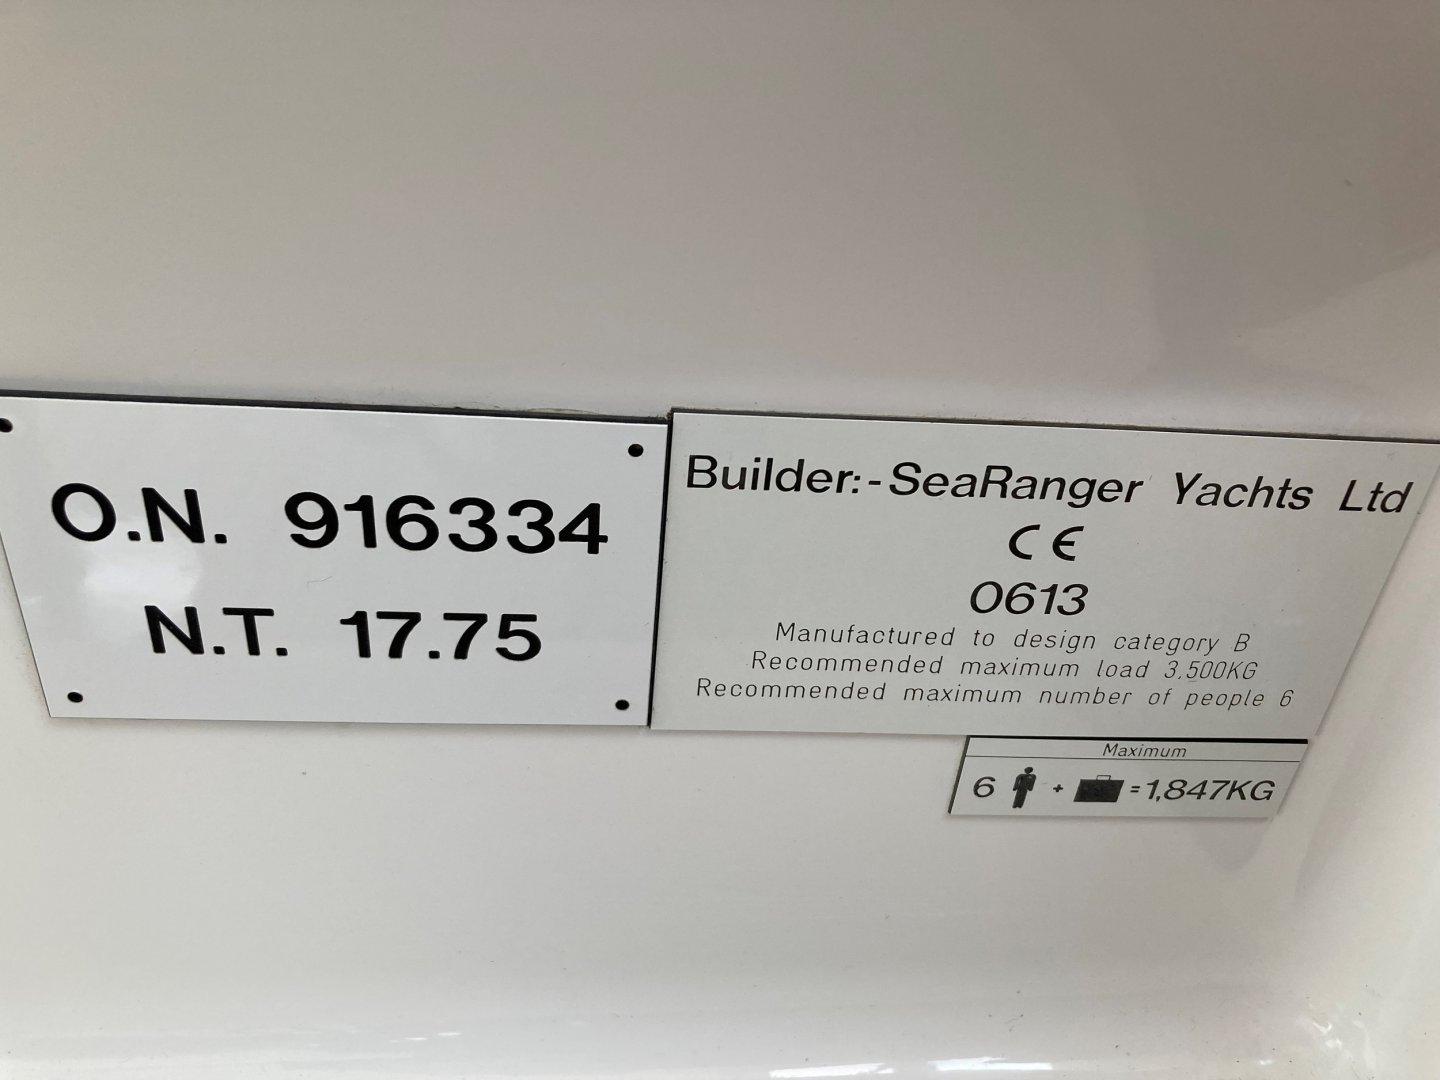 O.N. 916334
N.T. 17.75
Builder:-SeaRanger Yachts Ltd
CE
0613
Manufactured to design category B
Recommended maximum load 3,500KG
Recommended maximum number of people 6
Maximum
6 + = 1,847KG